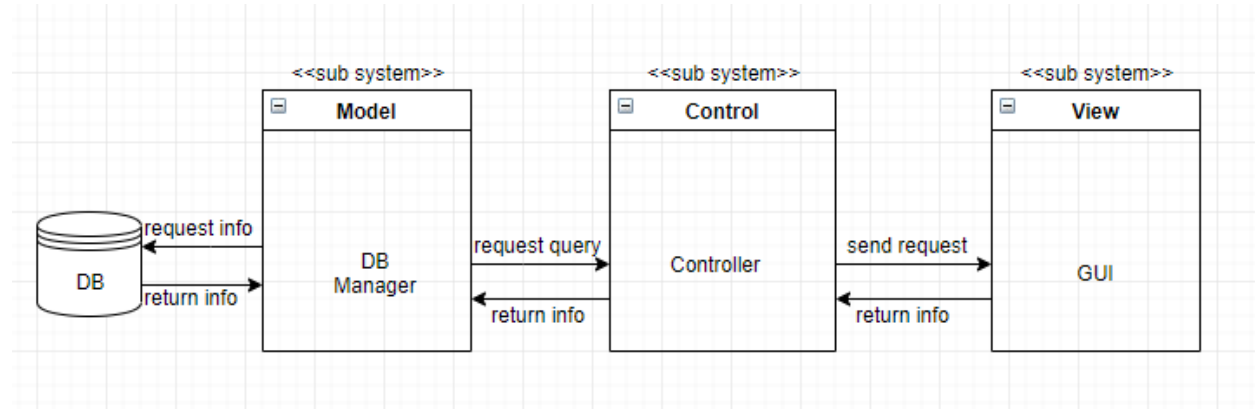 <<sub system>>
<<sub system>>
<<sub system>>
Model
Control
View
request info
request query
send request
DB
Manager
Controller
GUI
DB
return info
return info
return info